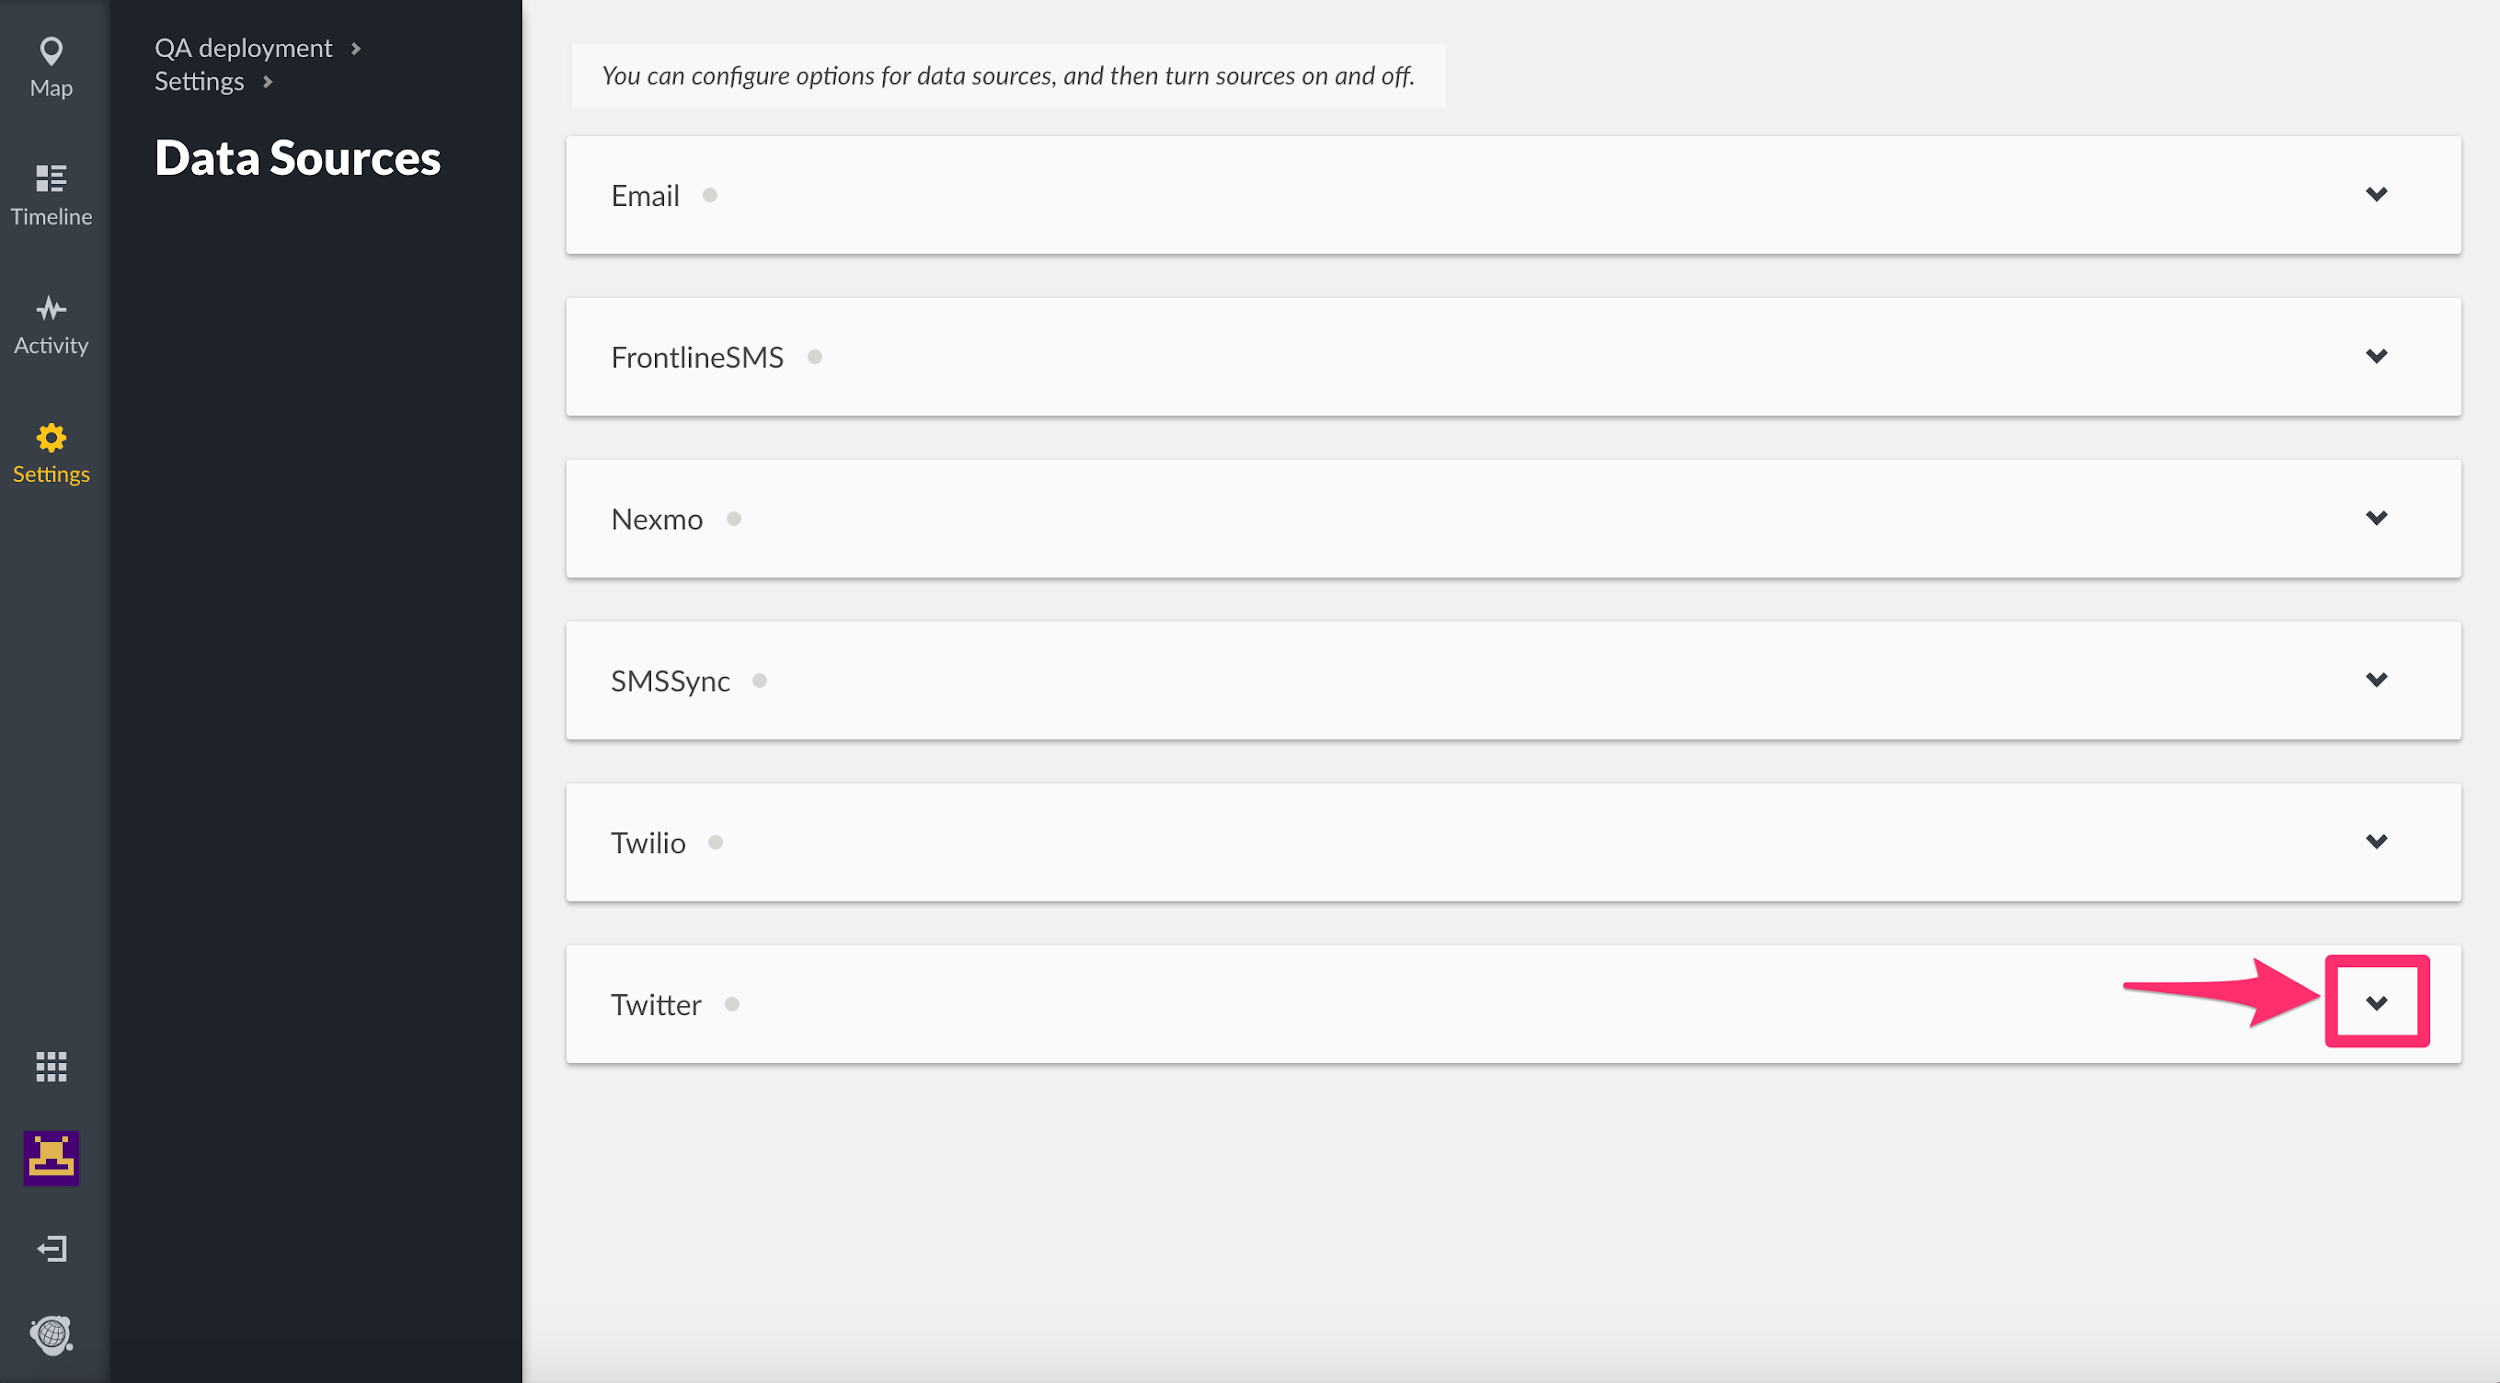 Map
Timeline
Activity
Settings
QA deployment
Settings
Data Sources
You can configure options for data sources, and then turn sources on and off.
Email
FrontlineSMS
Nexmo
SMSSync
Twilio
Twitter